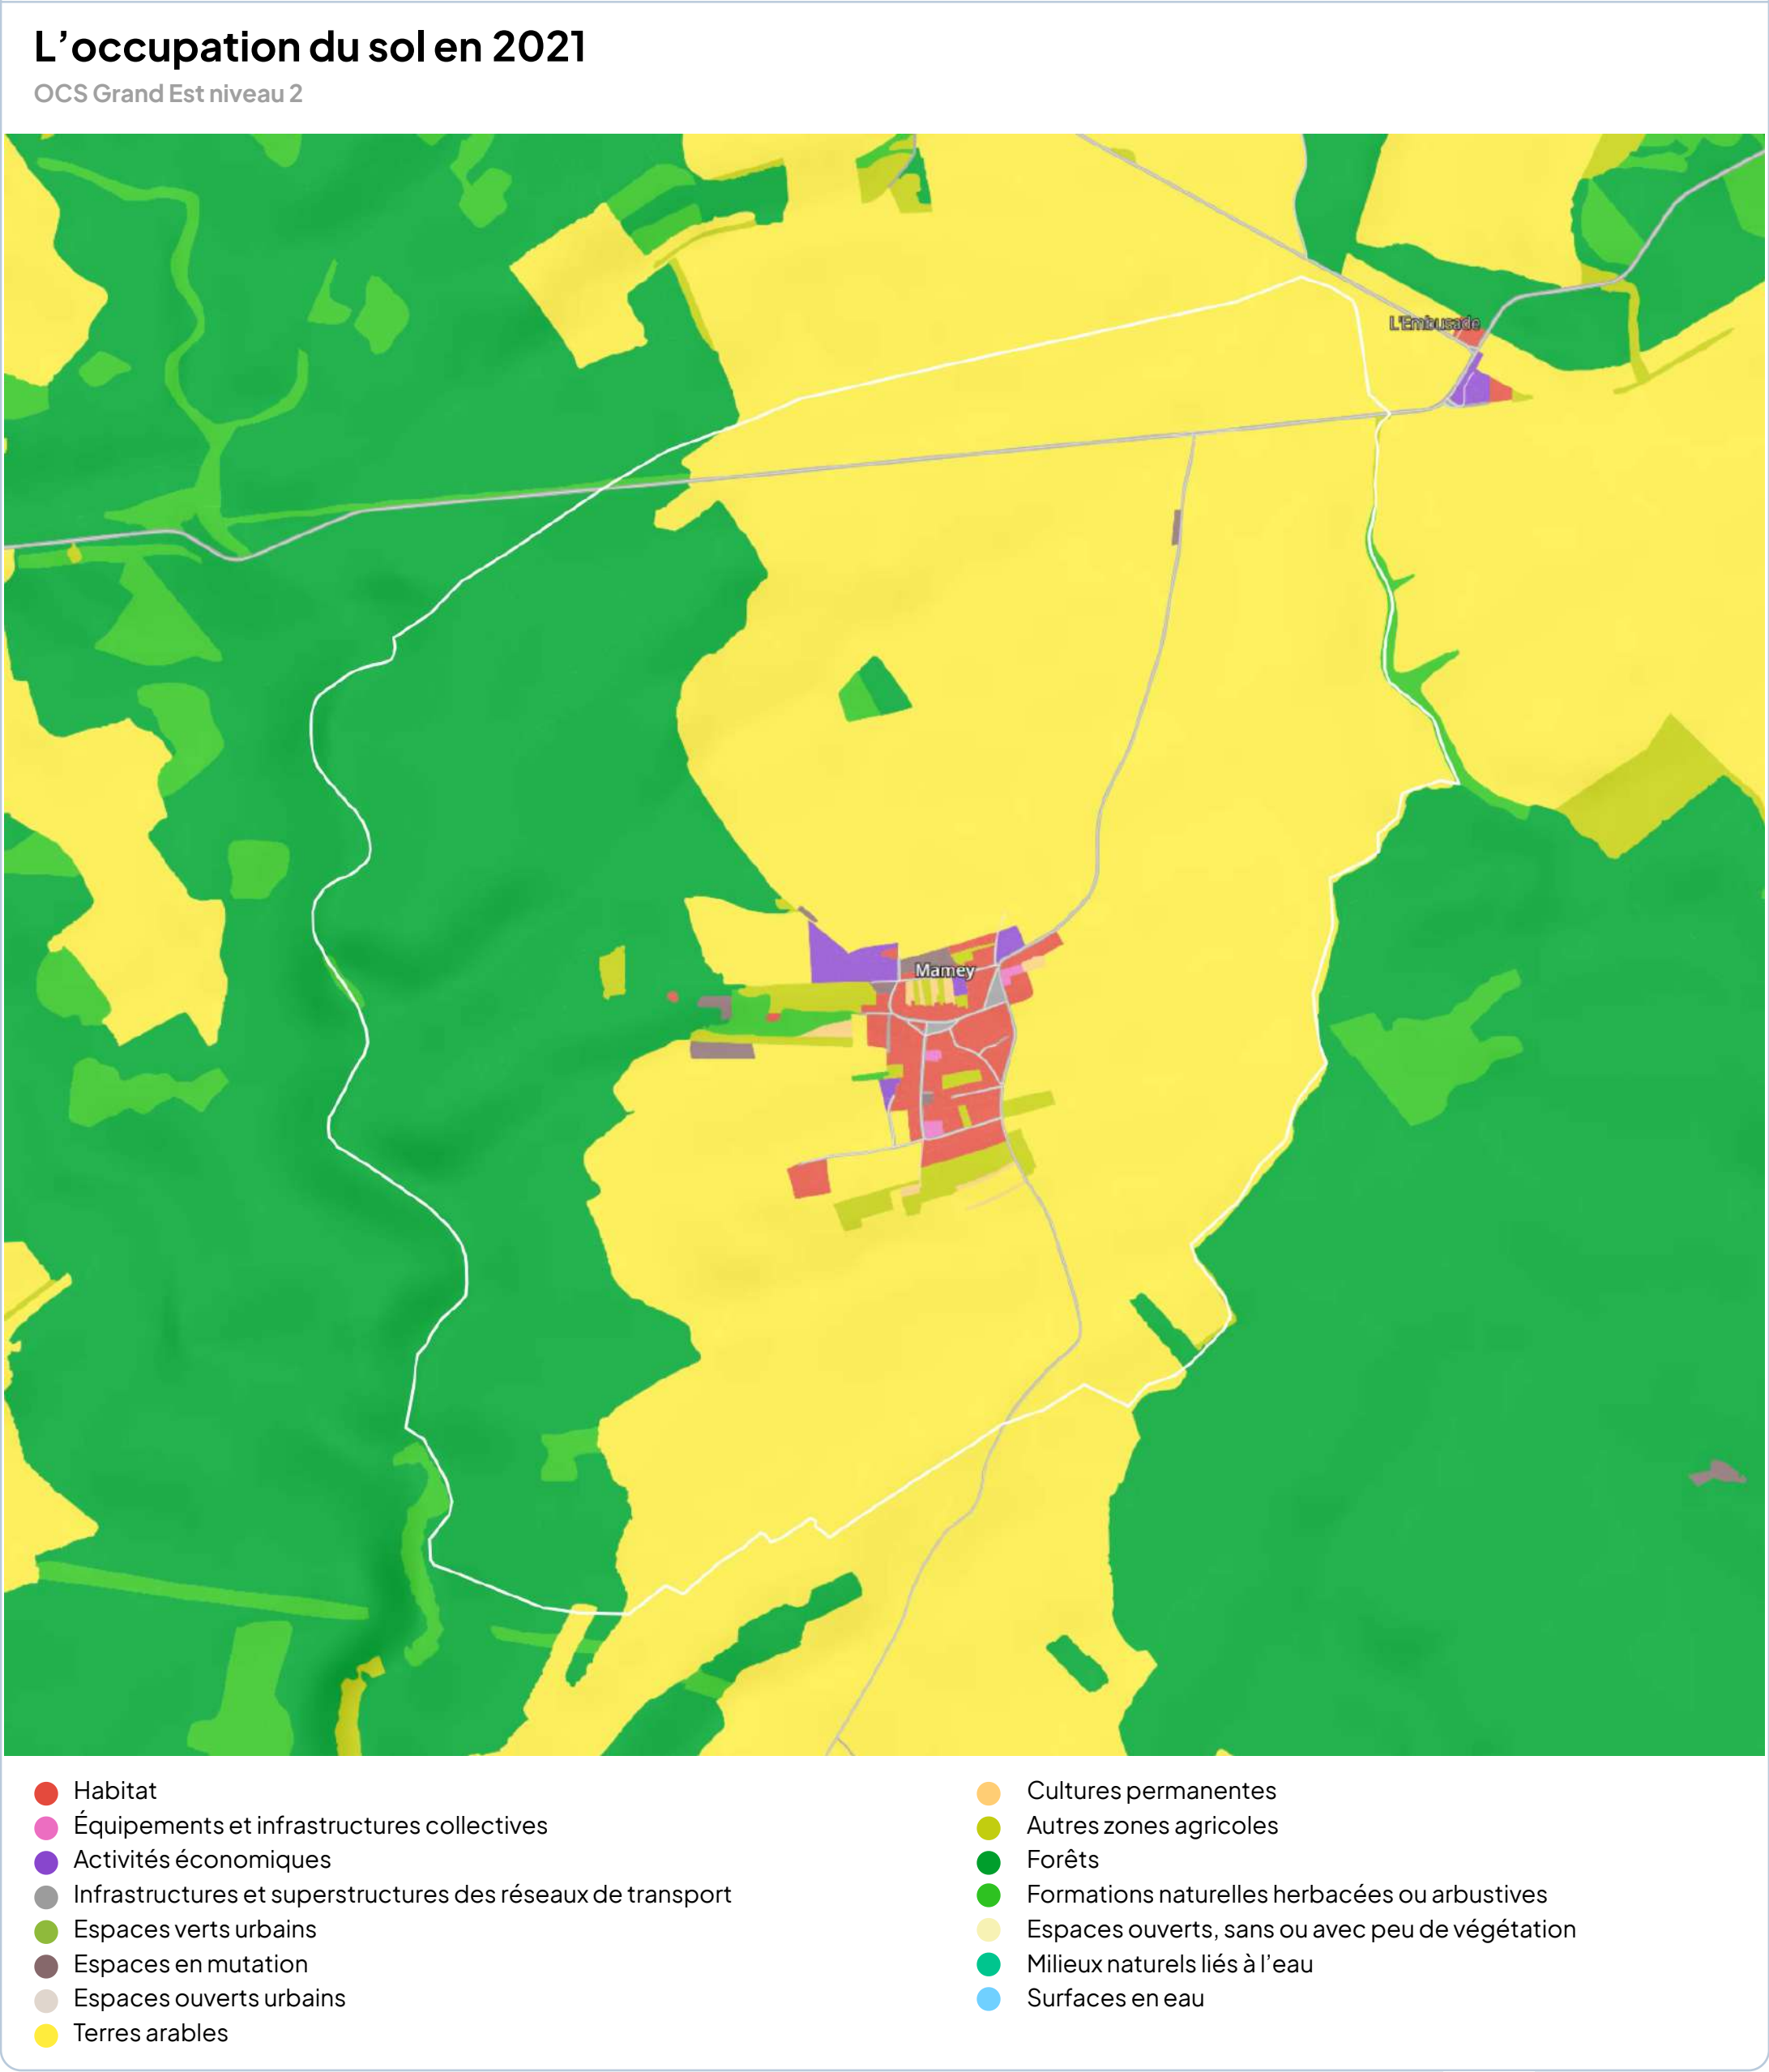 L’occupation du sol en 2021
OCS Grand Est niveau 2
L'Embusade
Mamey
Habitat
Équipements et infrastructures collectives
Activités économiques
Infrastructures et superstructures des réseaux de transport
Espaces verts urbains
Espaces en mutation
Espaces ouverts urbains
Terres arables
Cultures permanentes
Autres zones agricoles
Forêts
Formations naturelles herbacées ou arbustives
Espaces ouverts, sans ou avec peu de végétation
Milieux naturels liés à l’eau
Surfaces en eau